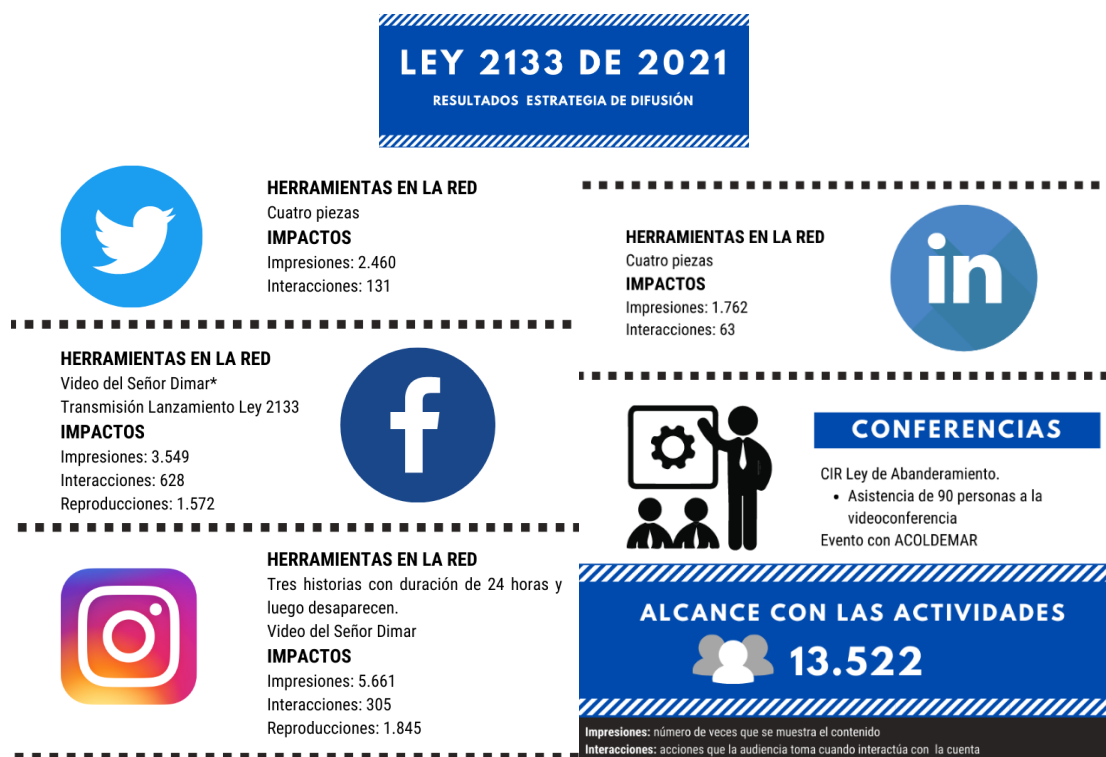 LEY 2133 DE 2021
RESULTADOS ESTRATEGIA DE DIFUSIÓN
HERRAMIENTAS EN LA RED
Cuatro piezas
IMPACTOS
Impresiones: 2.460
Interacciones: 131
HERRAMIENTAS EN LA RED
Video del Señor Dimar*
Transmisión Lanzamiento Ley 2133
IMPACTOS
Impresiones: 3.549
Interacciones: 628
Reproducciones: 1.572
HERRAMIENTAS EN LA RED
Tres historias con duración de 24 horas y
luego desaparecen.
Video del Señor Dimar
IMPACTOS
Impresiones: 5.661
Interacciones: 305
Reproducciones: 1.845
HERRAMIENTAS EN LA RED
Cuatro piezas
IMPACTOS
Impresiones: 1.762
Interacciones: 63
in
CONFERENCIAS
CIR Ley de Abanderamiento.
• Asistencia de 90 personas a la
videoconferencia
Evento con ACOLDEMAR
ALCANCE CON LAS ACTIVIDADES
13.522
Impresiones: número de veces que se muestra el contenido
Interacciones: acciones que la audiencia toma cuando interactúa con la cuenta